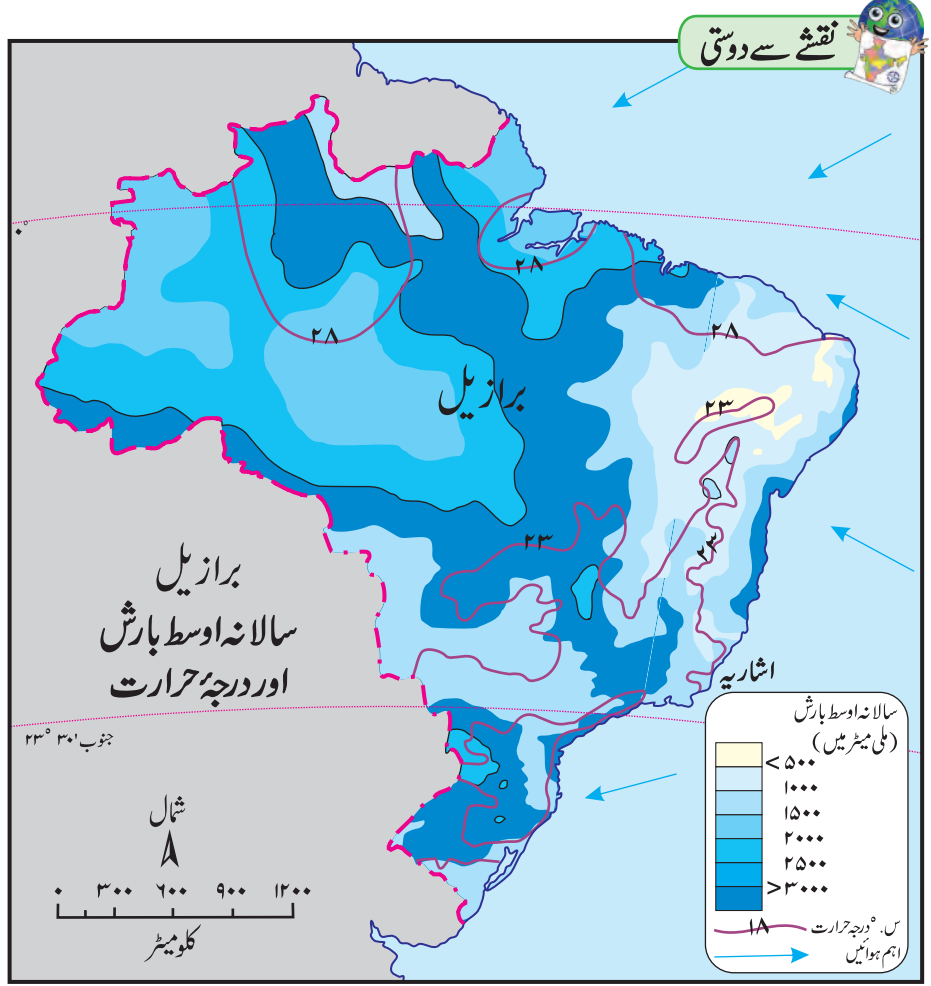 نقشے سے دوستی
۰°
۲۸
۲۸
۲۸
برازیل
۲۳
۲۳
۲۳
برازیل
سالانہ اوسط بارش
اور درجۂ حرارت
۲۳° ۳۰' جنوب
شمال
۰ ۳۰۰ ۶۰۰ ۹۰۰ ۱۲۰۰
کلومیٹر
اشاریہ
سالانہ اوسط بارش
(ملی میٹر میں)
< ۵۰۰
۱۰۰۰
۱۵۰۰
۲۰۰۰
۲۵۰۰
> ۳۰۰۰
۱۸ درجہ حرارت °س.
اہم ہوائیں